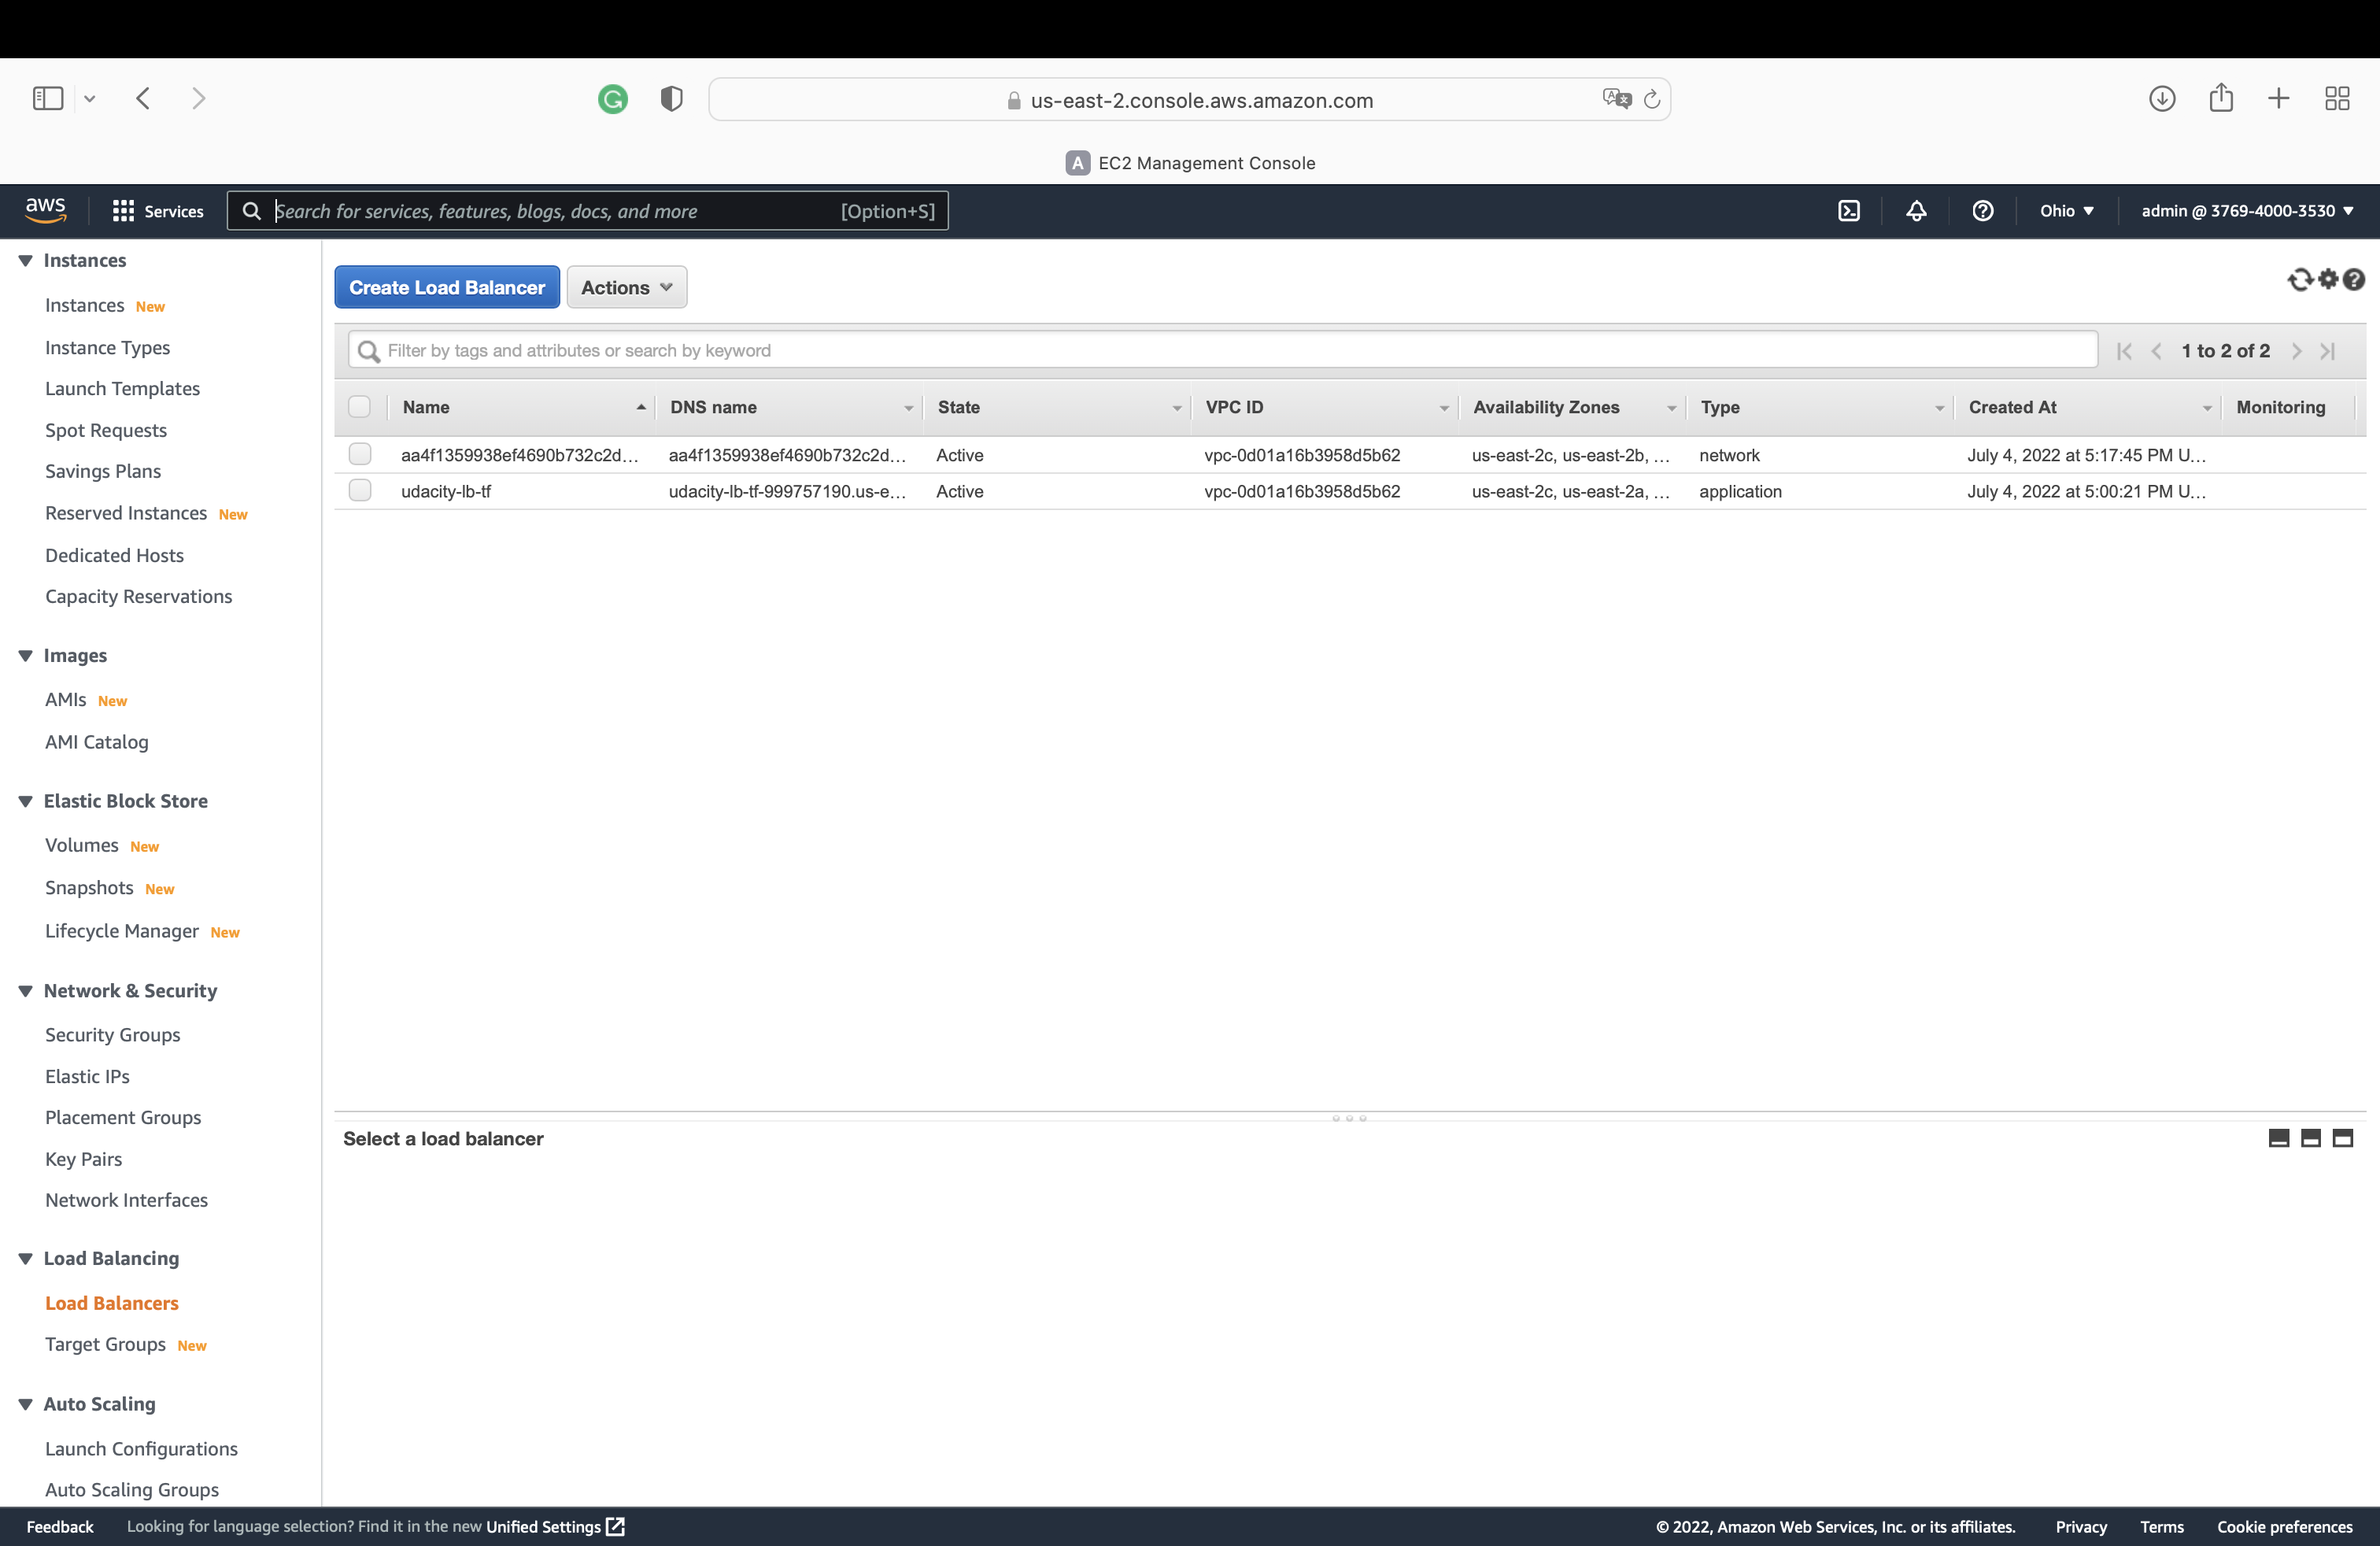 us-east-2.console.aws.amazon.com
A EC2 Management Console
aws Services Search for services, features, blogs, docs, and more [Option+S] Ohio admin @ 3769-4000-3530
Instances
Instances New
Instance Types
Launch Templates
Spot Requests
Savings Plans
Reserved Instances New
Dedicated Hosts
Capacity Reservations
Images
AMIs New
AMI Catalog
Elastic Block Store
Volumes New
Snapshots New
Lifecycle Manager New
Network & Security
Security Groups
Elastic IPs
Placement Groups
Key Pairs
Network Interfaces
Load Balancing
Load Balancers
Target Groups New
Auto Scaling
Launch Configurations
Auto Scaling Groups
Create Load Balancer Actions
Filter by tags and attributes or search by keyword 1 to 2 of 2
Name DNS name State VPC ID Availability Zones Type Created At Monitoring
aa4f1359938ef4690b732c2d... aa4f1359938ef4690b732c2d... Active vpc-0d01a16b3958d5b62 us-east-2c, us-east-2b, ... network July 4, 2022 at 5:17:45 PM U...
udacity-lb-tf udacity-lb-tf-999757190.us-e... Active vpc-0d01a16b3958d5b62 us-east-2c, us-east-2a, ... application July 4, 2022 at 5:00:21 PM U...
Select a load balancer
Feedback Looking for language selection? Find it in the new Unified Settings © 2022, Amazon Web Services, Inc. or its affiliates. Privacy Terms Cookie preferences